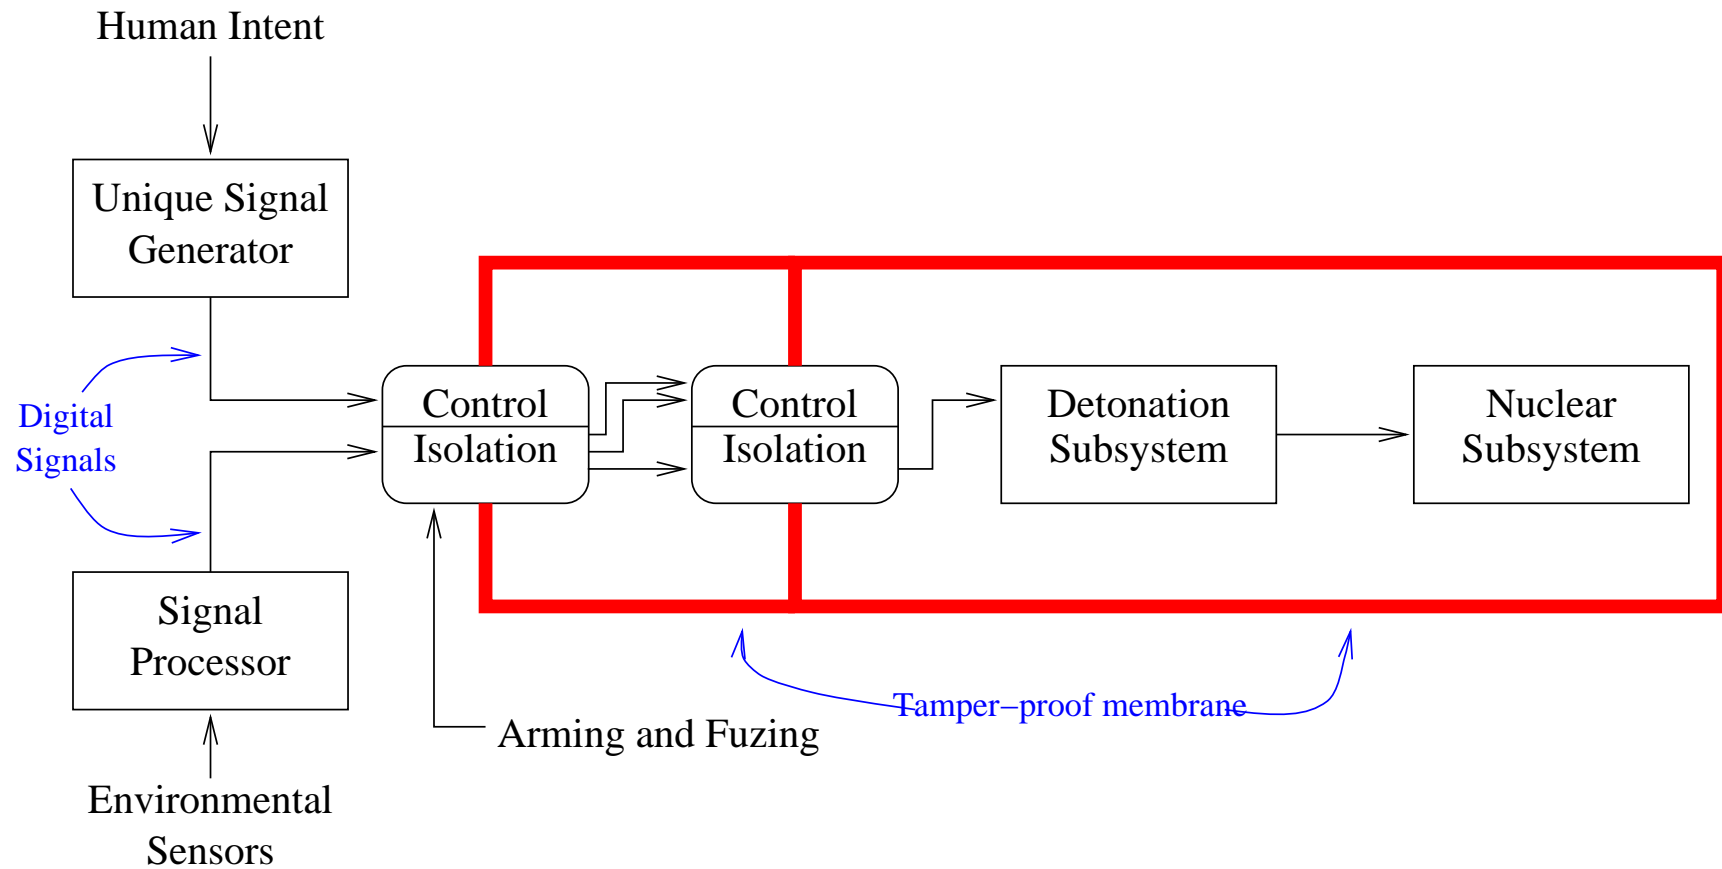 Human Intent
Unique Signal
Generator
Digital
Signals
Control
Isolation
Control
Isolation
Detonation
Subsystem
Nuclear
Subsystem
Signal
Processor
Tamper−proof membrane
Arming and Fuzing
Environmental
Sensors